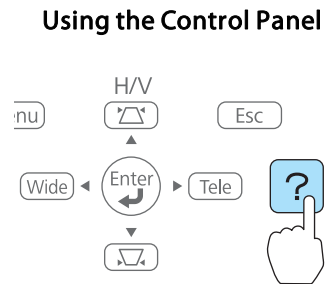 Using the Control Panel
H/V
nu
Esc
Wide
Enter
Tele
?